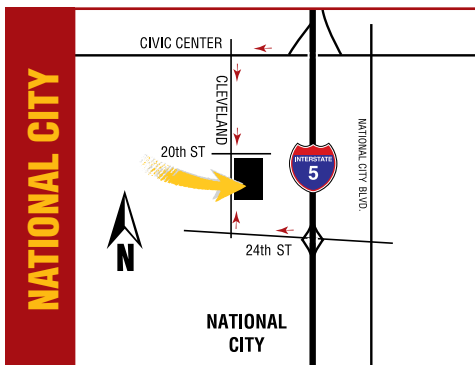 NATIONAL CITY
CIVIC CENTER
CLEVELAND
20th ST
INTERSTATE
5
NATIONAL CITY BLVD.
N
24th ST
NATIONAL
CITY